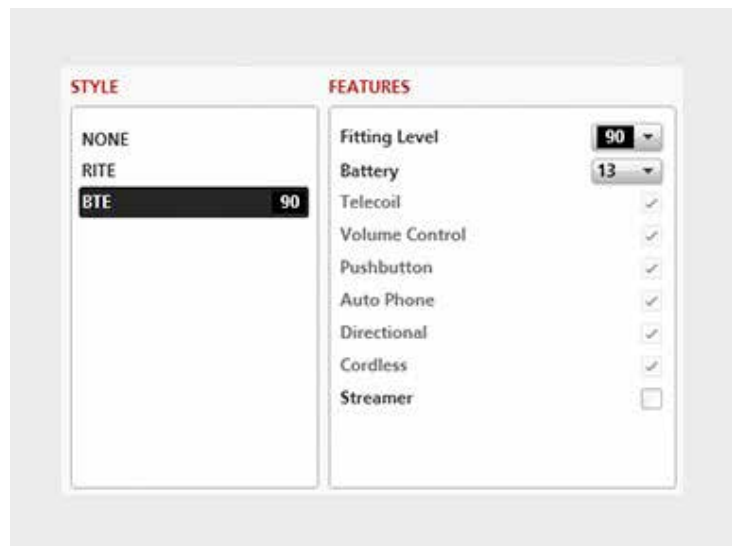 STYLE
NONE
RITE
BTE 90
FEATURES
Fitting Level 90
Battery 13
Telecoil
Volume Control
Pushbutton
Auto Phone
Directional
Cordless
Streamer